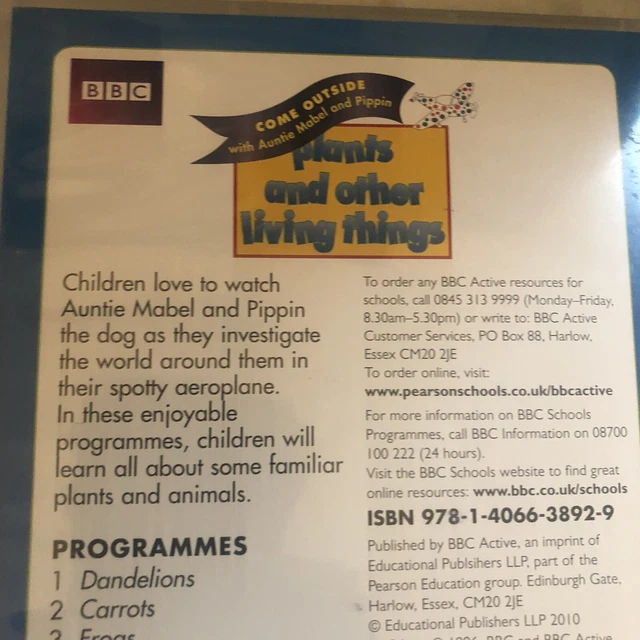 BBC
COME OUTSIDE
with Auntie Mabel and Pippin
plants
and other
living things
Children love to watch
Auntie Mabel and Pippin
the dog as they investigate
the world around them in
their spotty aeroplane.
In these enjoyable
programmes, children will
learn all about some familiar
plants and animals.
PROGRAMMES
1 Dandelions
2 Carrots
3 Frogs
To order any BBC Active resources for
schools, call 0845 313 9999 (Monday–Friday,
8.30am–5.30pm) or write to: BBC Active
Customer Services, PO Box 88, Harlow,
Essex CM20 2JE
To order online, visit:
www.pearsonschools.co.uk/bbcactive
For more information on BBC Schools
Programmes, call BBC Information on 08700
100 222 (24 hours).
Visit the BBC Schools website to find great
online resources: www.bbc.co.uk/schools
ISBN 978-1-4066-3892-9
Published by BBC Active, an imprint of
Educational Publsihers LLP, part of the
Pearson Education group. Edinburgh Gate,
Harlow, Essex, CM20 2JE
© Educational Publishers LLP 2010